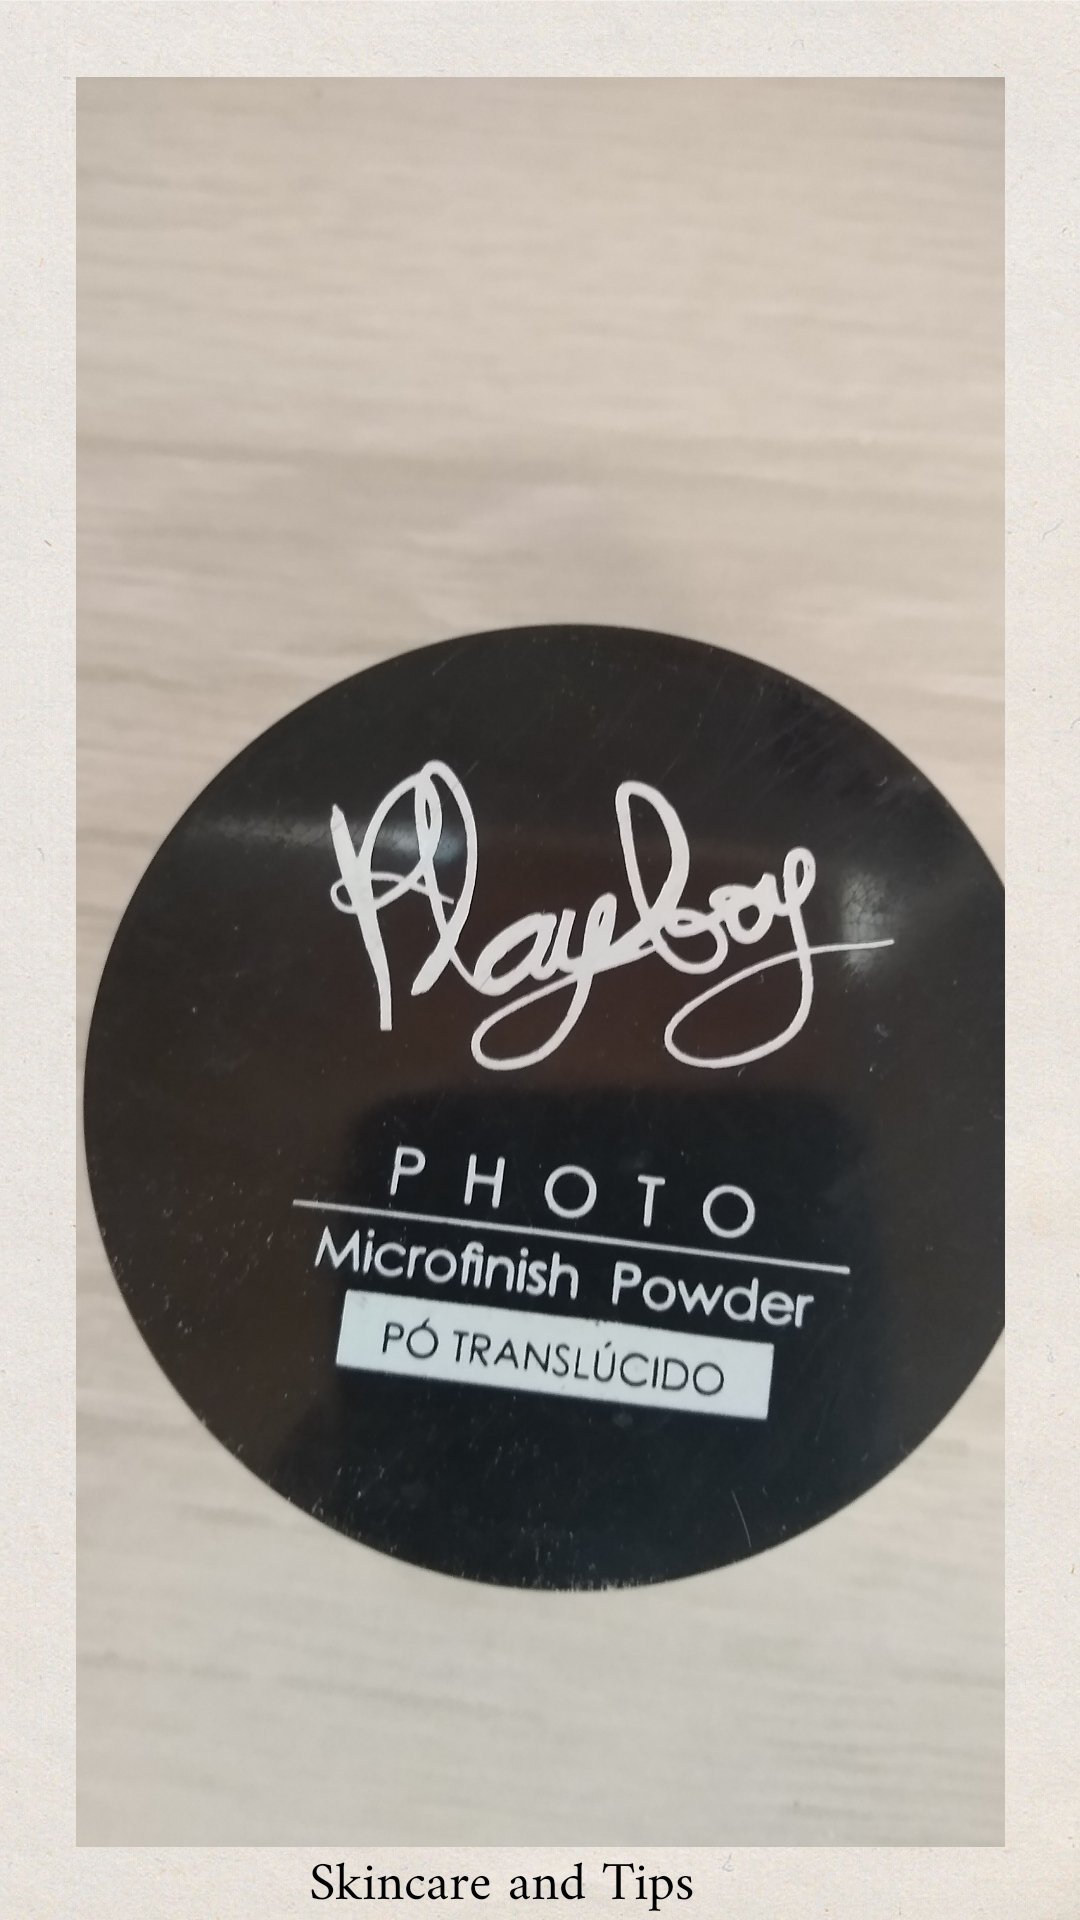 Playboy
PHOTO
Microfinish Powder
PÓ TRANSLÚCIDO
Skincare and Tips